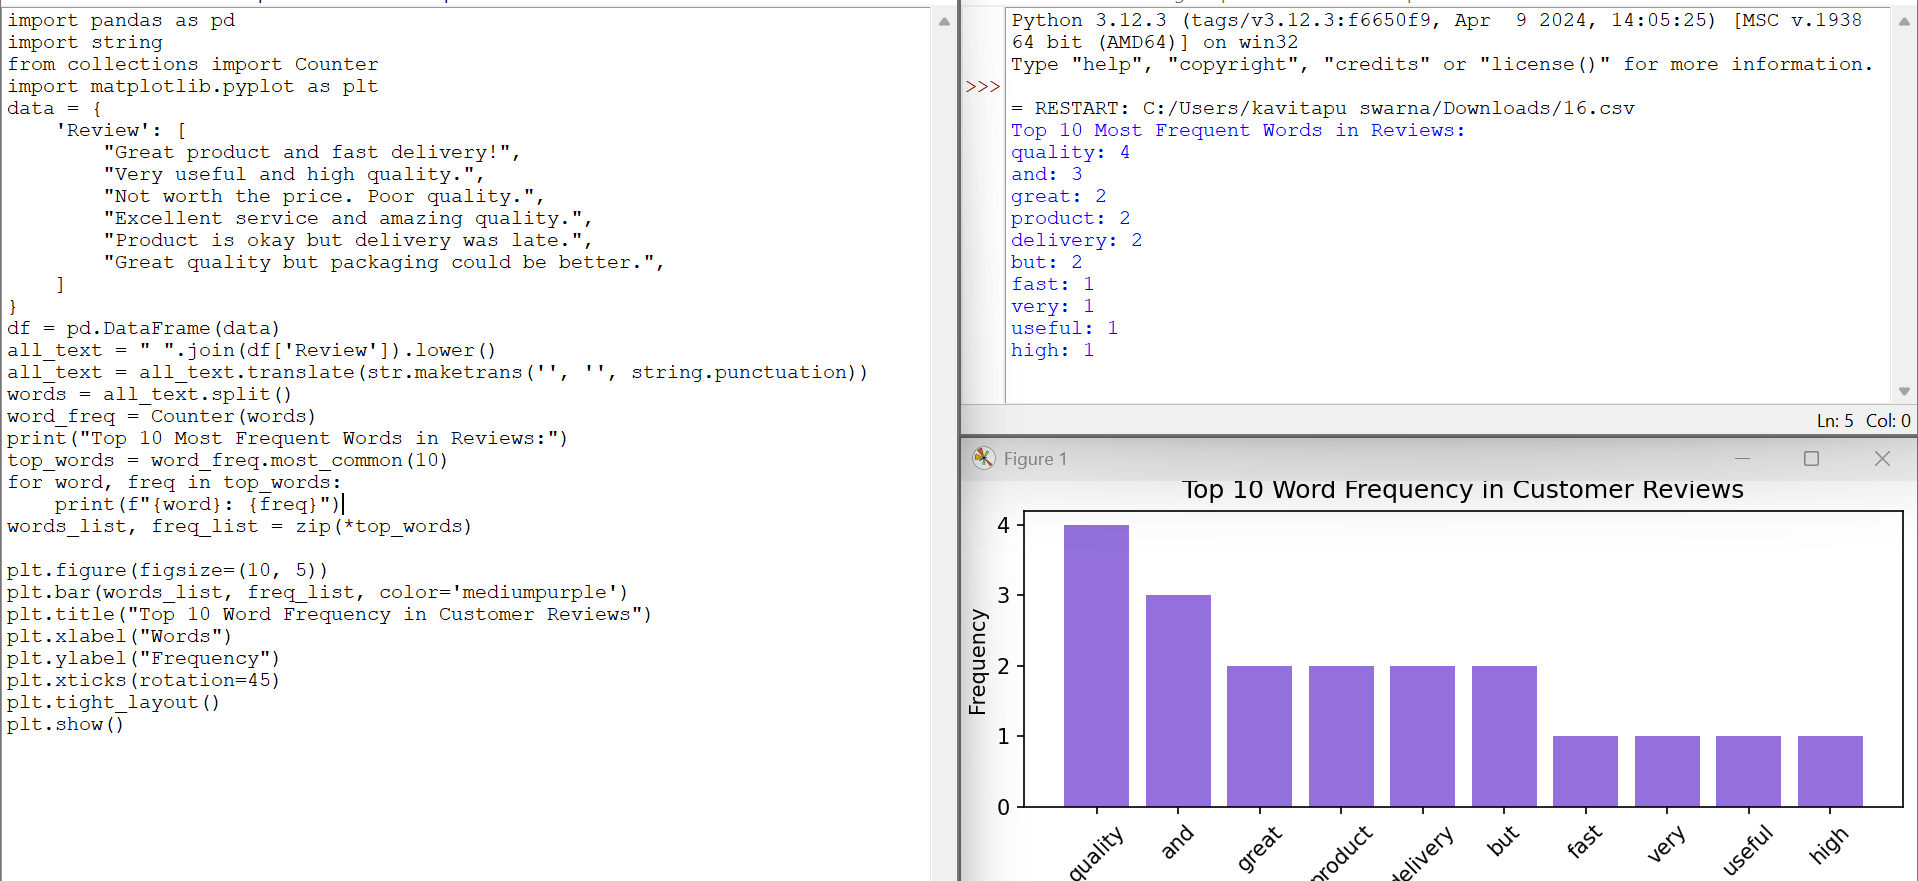 import pandas as pd
import string
from collections import Counter
import matplotlib.pyplot as plt
data = {
    'Review': [
        "Great product and fast delivery!",
        "Very useful and high quality.",
        "Not worth the price. Poor quality.",
        "Excellent service and amazing quality.",
        "Product is okay but delivery was late.",
        "Great quality but packaging could be better.",
    ]
}
df = pd.DataFrame(data)
all_text = " ".join(df['Review']).lower()
all_text = all_text.translate(str.maketrans('', '', string.punctuation))
words = all_text.split()
word_freq = Counter(words)
print("Top 10 Most Frequent Words in Reviews:")
top_words = word_freq.most_common(10)
for word, freq in top_words:
    print(f"{word}: {freq}")
words_list, freq_list = zip(*top_words)
plt.figure(figsize=(10, 5))
plt.bar(words_list, freq_list, color='mediumpurple')
plt.title("Top 10 Word Frequency in Customer Reviews")
plt.xlabel("Words")
plt.ylabel("Frequency")
plt.xticks(rotation=45)
plt.tight_layout()
plt.show()
Python 3.12.3 (tags/v3.12.3:f6650f9, Apr  9 2024, 14:05:25) [MSC v.1938
64 bit (AMD64)] on win32
Type "help", "copyright", "credits" or "license()" for more information.
>>>
= RESTART: C:/Users/kavitapu swarna/Downloads/16.csv
Top 10 Most Frequent Words in Reviews:
quality: 4
and: 3
great: 2
product: 2
delivery: 2
but: 2
fast: 1
very: 1
useful: 1
high: 1
Ln: 5 Col: 0
Figure 1
Top 10 Word Frequency in Customer Reviews
4
3
2
1
0
Frequency
quality
and
great
product
delivery
but
fast
very
useful
high